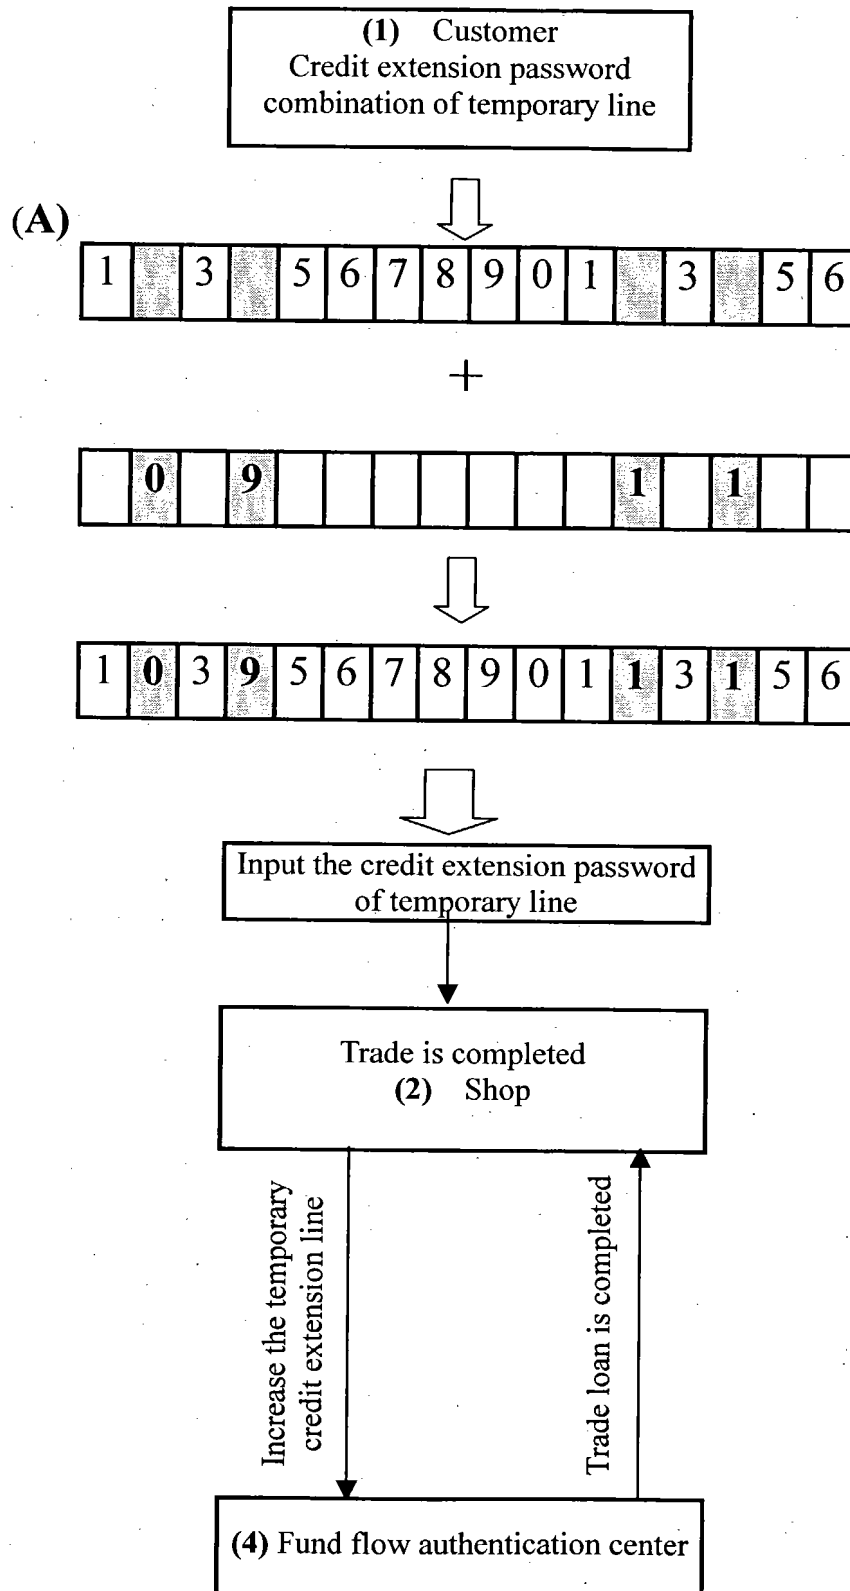 (1) Customer
Credit extension password
combination of temporary line
(A)
1 3 5 6 7 8 9 0 1 3 5 6
+
0 9 1 1
1 0 3 9 5 6 7 8 9 0 1 1 3 1 5 6
Input the credit extension password
of temporary line
Trade is completed
(2) Shop
Increase the temporary
credit extension line
Trade loan is completed
(4) Fund flow authentication center